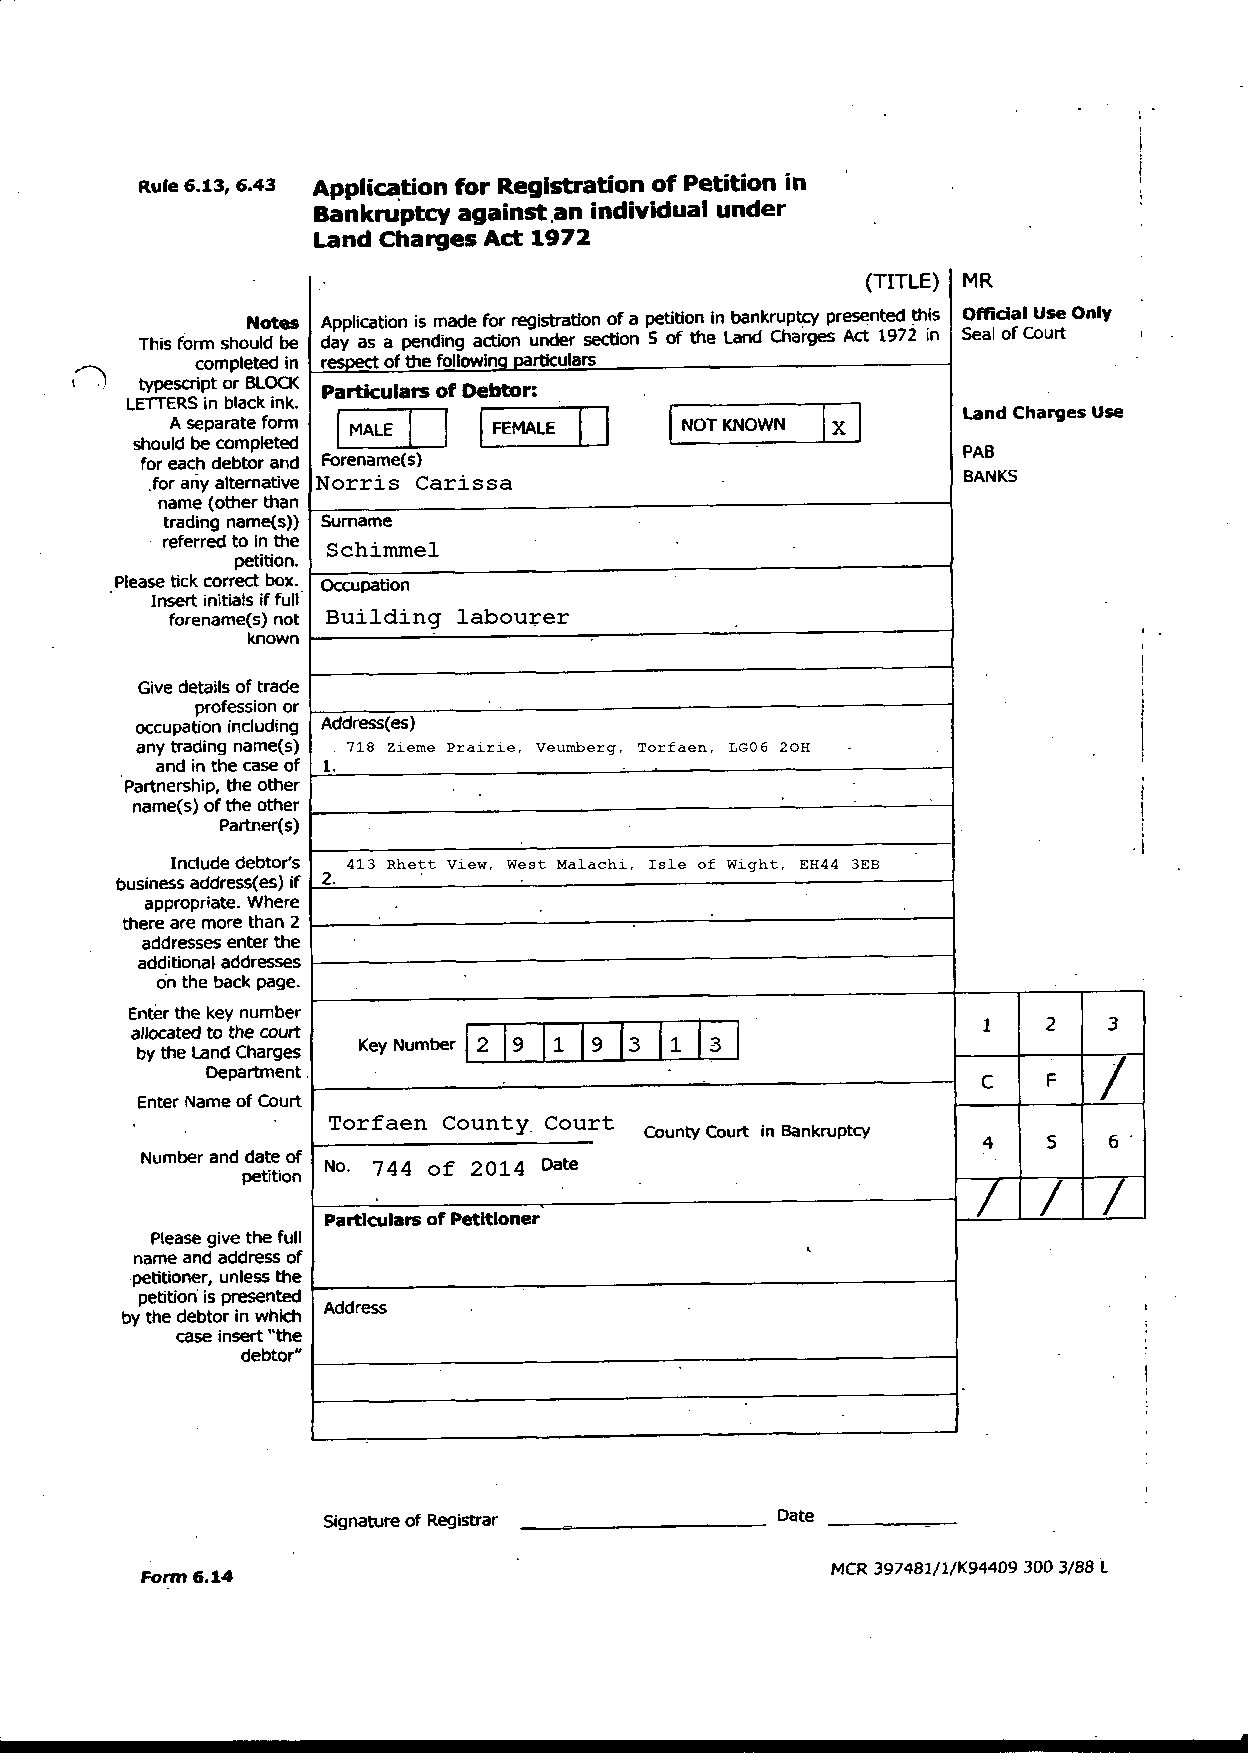 Rule 6.13, 6.43
Application for Registration of Petition in
Bankruptcy against an individual under
Land Charges Act 1972
(TITLE) MR
Notes
This form should be
completed in
typescript or BLOCK
LETTERS in black ink.
A separate form
should be completed
for each debtor and
for any alternative
name (other than
trading name(s))
referred to in the
petition.
Please tick correct box.
Insert initials if full
forename(s) not
known
Give details of trade
profession or
occupation including
any trading name(s)
and in the case of
Partnership, the other
name(s) of the other
Partner(s)
Include debtor's
business address(es) if
appropriate. Where
there are more than 2
addresses enter the
additional addresses
on the back page.
Enter the key number
allocated to the court
by the Land Charges
Department
Enter Name of Court
Number and date of
petition
Please give the full
name and address of
petitioner, unless the
petition is presented
by the debtor in which
case insert "the
debtor"
Application is made for registration of a petition in bankruptcy presented this
day as a pending action under section 5 of the Land Charges Act 1972 in
respect of the following particulars
Particulars of Debtor:
MALE FEMALE NOT KNOWN X
Forename(s)
Norris Carissa
Surname
Schimmel
Occupation
Building labourer
Address(es)
718 Zieme Prairie, Veumberg, Torfaen, LG06 2OH
1.
413 Rhett View, West Malachi, Isle of Wight, EH44 3EB
2.
Key Number 2 9 1 9 3 1 3
Torfaen County Court County Court in Bankruptcy
No. 744 of 2014 Date
Particulars of Petitioner
Address
Official Use Only
Seal of Court
Land Charges Use
PAB
BANKS
1 2 3
C F /
4 5 6
/ / /
Signature of Registrar Date
Form 6.14
MCR 397481/1/K94409 300 3/88 L